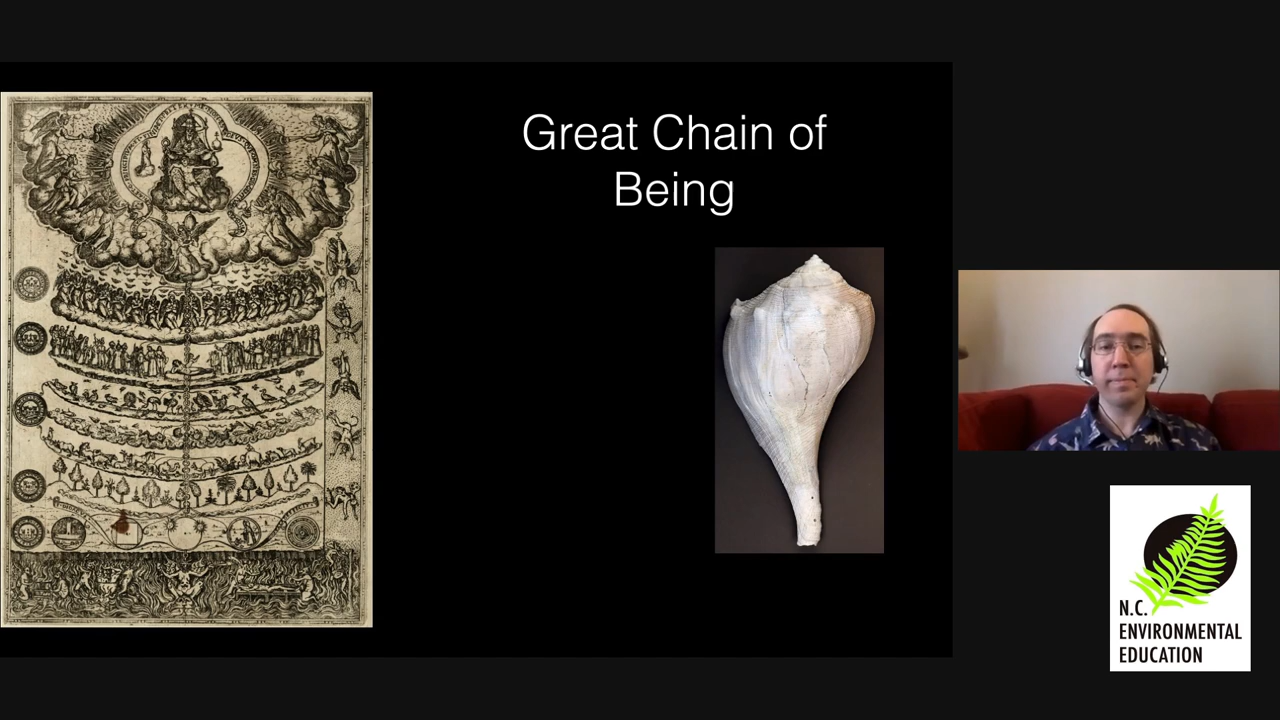 Great Chain of
Being
N.C.
ENVIRONMENTAL
EDUCATION